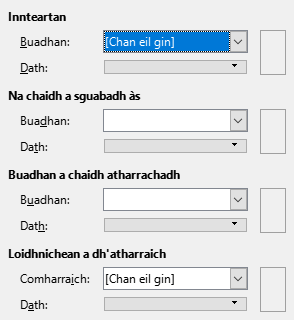 Innteartan
Buadhan: [Chan eil gin]
Dath:
Na chaidh a sguabadh às
Buadhan:
Dath:
Buadhan a chaidh atharrachadh
Buadhan:
Dath:
Loidhnichean a dh'atharraich
Comharraich: [Chan eil gin]
Dath: